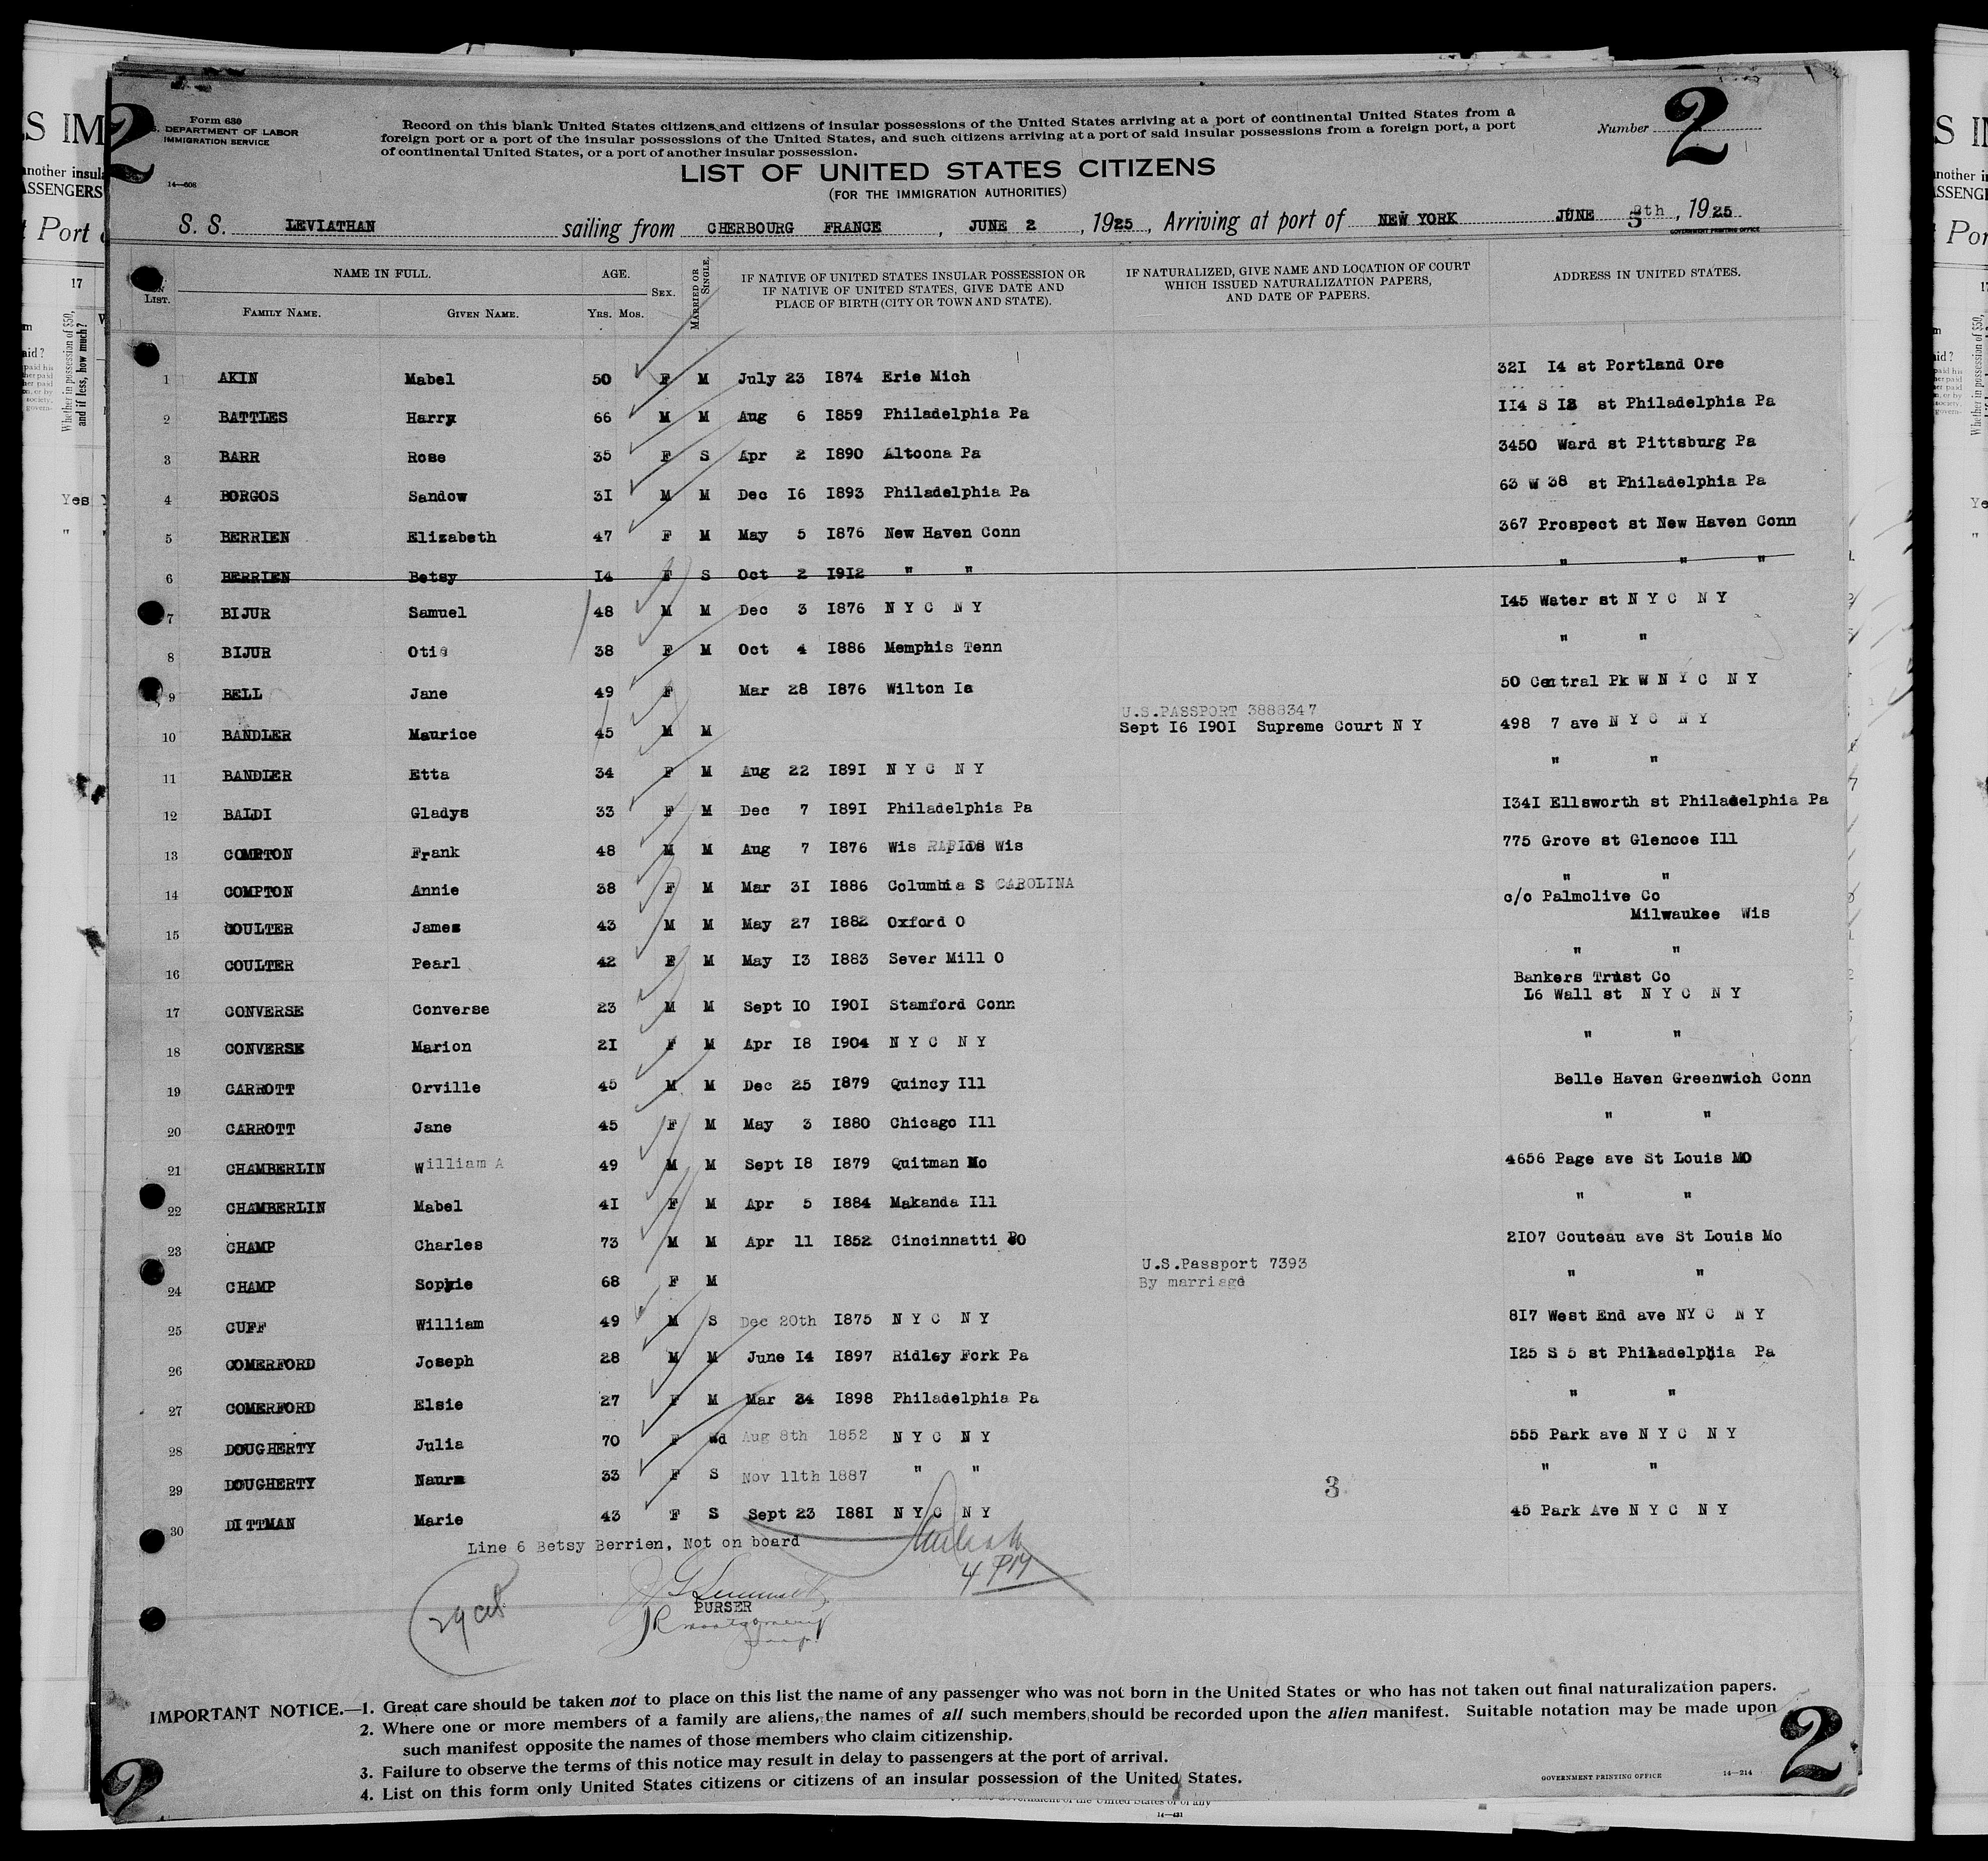 Form 630
S. DEPARTMENT OF LABOR
IMMIGRATION SERVICE
14—608
Record on this blank United States citizens and citizens of insular possessions of the United States arriving at a port of continental United States from a
foreign port or a port of the insular possessions of the United States, and such citizens arriving at a port of said insular possessions from a foreign port, a port
of continental United States, or a port of another insular possession.
Number 2
2
LIST OF UNITED STATES CITIZENS
(FOR THE IMMIGRATION AUTHORITIES)
S. S. LEVIATHAN sailing from CHERBOURG FRANCE, JUNE 2, 1925, Arriving at port of NEW YORK JUNE 8th, 1925
GOVERNMENT PRINTING OFFICE
LIST. NAME IN FULL. AGE. SEX. MARRIED OR SINGLE. IF NATIVE OF UNITED STATES INSULAR POSSESSION OR IF NATIVE OF UNITED STATES, GIVE DATE AND PLACE OF BIRTH (CITY OR TOWN AND STATE). IF NATURALIZED, GIVE NAME AND LOCATION OF COURT WHICH ISSUED NATURALIZATION PAPERS, AND DATE OF PAPERS. ADDRESS IN UNITED STATES.
FAMILY NAME. GIVEN NAME. YRS. MOS.
1 AKIN Mabel 50 F M July 23 1874 Erie Mich 321 14 st Portland Ore
2 BATTLES Harry 66 M M Aug 6 1859 Philadelphia Pa 114 S 18 st Philadelphia Pa
3 BARR Rose 35 F S Apr 2 1890 Altoona Pa 3450 Ward st Pittsburg Pa
4 BORGOS Sandow 31 M M Dec 16 1893 Philadelphia Pa 63 W 38 st Philadelphia Pa
5 BERRIEN Elizabeth 47 F M May 5 1876 New Haven Conn 367 Prospect st New Haven Conn
6 BERRIEN Betsy 14 F S Oct 2 1912 " " " " "
7 BIJUR Samuel 48 M M Dec 3 1876 N Y C N Y 145 Water st N Y C N Y
8 BIJUR Otie 38 F M Oct 4 1886 Memphis Tenn " "
9 BELL Jane 49 F Mar 28 1876 Wilton Ia 50 Central Pk W N Y C N Y
U.S.PASSPORT 3888347
10 BANDLER Maurice 45 M M Sept 16 1901 Supreme Court N Y 498 7 ave N Y C N Y
11 BANDLER Etta 34 F M Aug 22 1891 N Y C N Y " "
12 BALDI Gladys 33 F M Dec 7 1891 Philadelphia Pa 1341 Ellsworth st Philadelphia Pa
13 COMPTON Frank 48 M M Aug 7 1876 Wis RAPIDS Wis 775 Grove st Glencoe Ill
14 COMPTON Annie 38 F M Mar 31 1886 Columbia S CAROLINA " "
c/o Palmolive Co
15 COULTER James 43 M M May 27 1882 Oxford O Milwaukee Wis
16 COULTER Pearl 42 F M May 13 1883 Sever Mill O " "
Bankers Trust Co
17 CONVERSE Converse 23 M M Sept 10 1901 Stamford Conn 16 Wall st N Y C N Y
18 CONVERSE Marion 21 F M Apr 18 1904 N Y C N Y " "
19 CARROTT Orville 45 M M Dec 25 1879 Quincy Ill Belle Haven Greenwich Conn
20 CARROTT Jane 45 F M May 3 1880 Chicago Ill " "
21 CHAMBERLIN William A 49 M M Sept 18 1879 Quitman Mo 4656 Page ave St Louis MO
22 CHAMBERLIN Mabel 41 F M Apr 5 1884 Makanda Ill " "
23 CHAMP Charles 73 M M Apr 11 1852 Cincinnatti O 2107 Couteau ave St Louis Mo
U.S.Passport 7393
24 CHAMP Sophie 68 F M By marriage " "
25 CUFF William 49 M S Dec 20th 1875 N Y C N Y 817 West End ave N Y C N Y
26 COMERFORD Joseph 28 M M June 14 1897 Ridley Fork Pa 125 S 5 st Philadelphia Pa
27 COMERFORD Elsie 27 F M Mar 24 1898 Philadelphia Pa " "
28 DOUGHERTY Julia 70 F wd Aug 8th 1852 N Y C N Y 555 Park ave N Y C N Y
29 DOUGHERTY Naurm 33 F S Nov 11th 1887 " " " "
3
30 DITTMAN Marie 43 F S Sept 23 1881 N Y C N Y 45 Park Ave N Y C N Y
Line 6 Betsy Berrien, Not on board
4 PM
29 cit
PURSER
JR Montgomery
IMPORTANT NOTICE.—1. Great care should be taken not to place on this list the name of any passenger who was not born in the United States or who has not taken out final naturalization papers.
2. Where one or more members of a family are aliens, the names of all such members should be recorded upon the alien manifest. Suitable notation may be made upon
such manifest opposite the names of those members who claim citizenship.
3. Failure to observe the terms of this notice may result in delay to passengers at the port of arrival.
4. List on this form only United States citizens or citizens of an insular possession of the United States.
GOVERNMENT PRINTING OFFICE 14—214
2
2
14—431